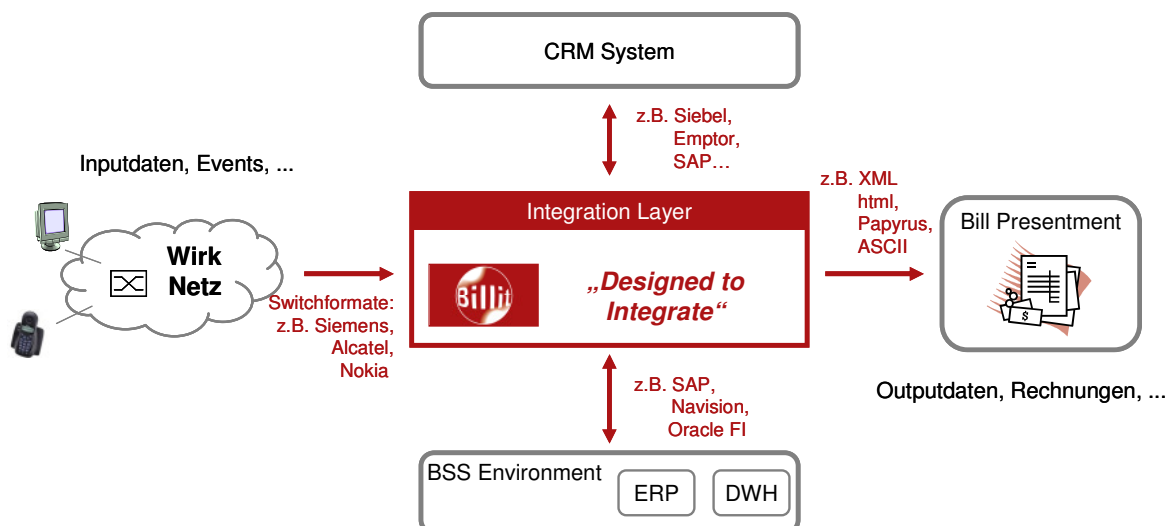 CRM System
z.B. Siebel,
Emptor,
SAP…
Inputdaten, Events, ...
Wirk
Netz
Switchformate:
z.B. Siemens,
Alcatel,
Nokia
Integration Layer
Billit
„Designed to
Integrate“
z.B. XML
html,
Papyrus,
ASCII
Bill Presentment
$
Outputdaten, Rechnungen, ...
z.B. SAP,
Navision,
Oracle FI
BSS Environment
ERP
DWH